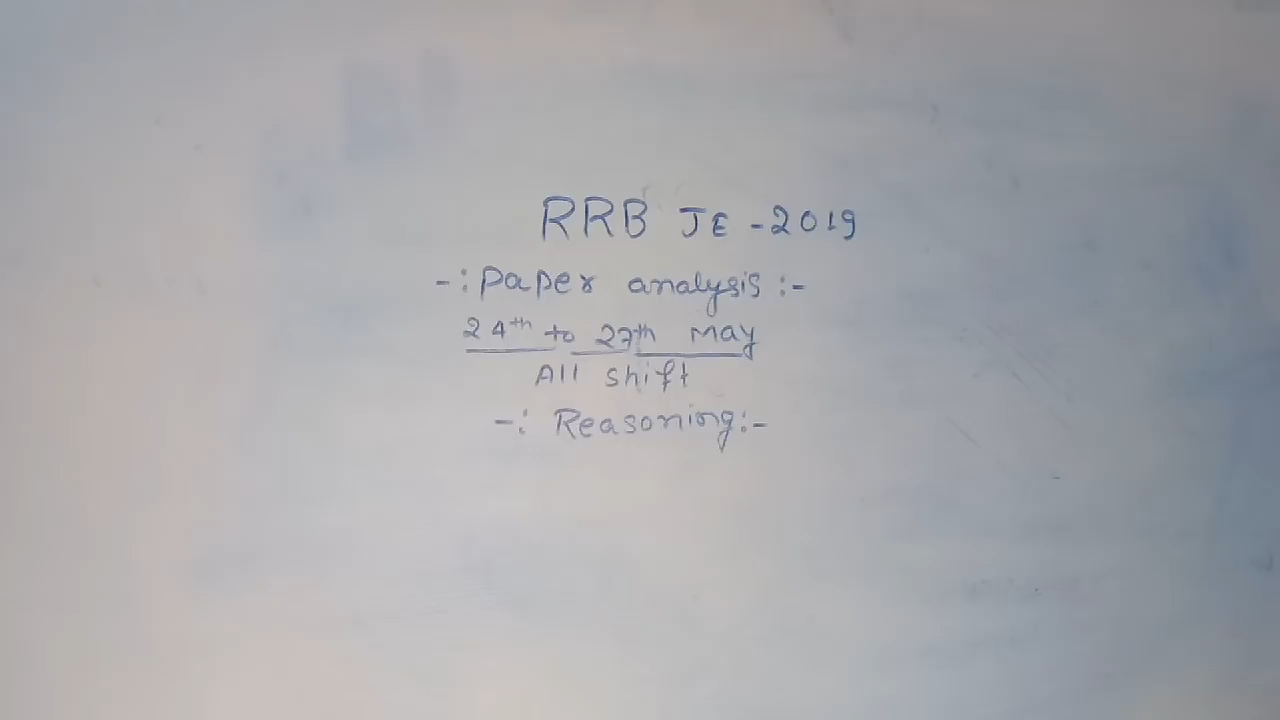 RRB JE - 2019
-: Paper analysis :-
24th to 27th May
All shift
-: Reasoning:-